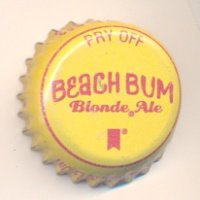 PRY OFF
BEACH BUM
Blonde Ale